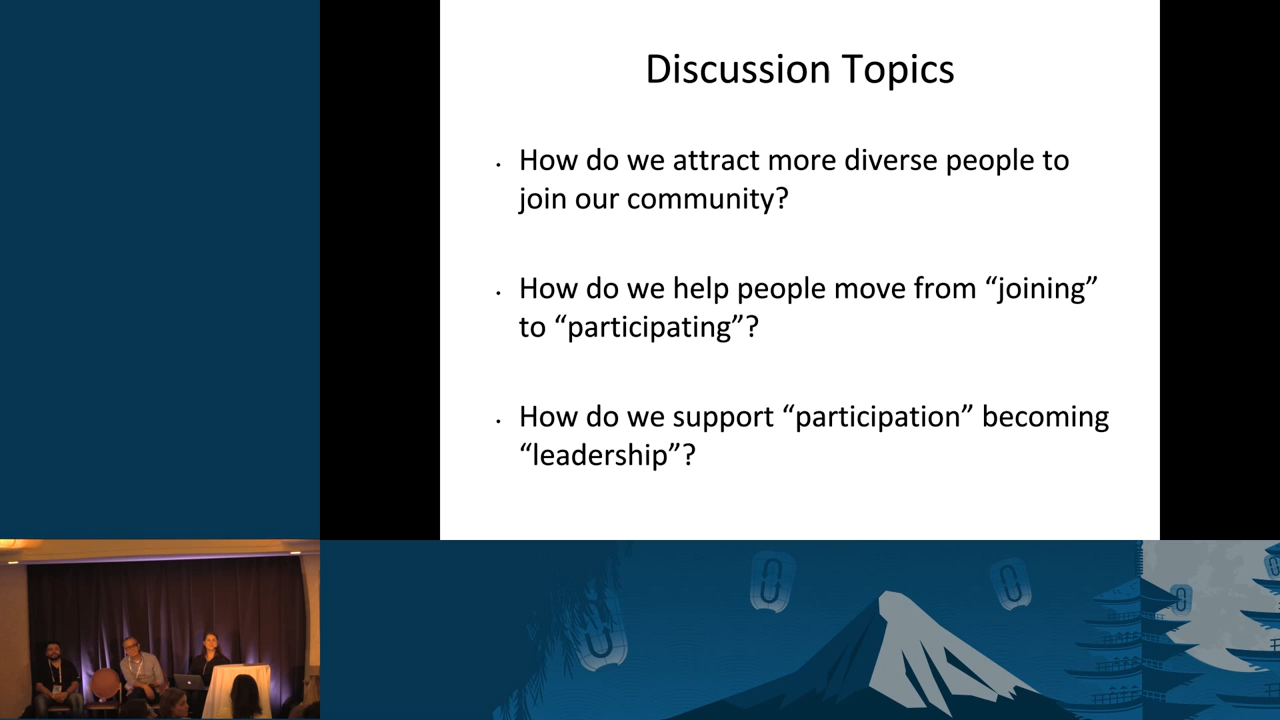 Discussion Topics
• How do we attract more diverse people to
join our community?
• How do we help people move from “joining”
to “participating”?
• How do we support “participation” becoming
“leadership”?